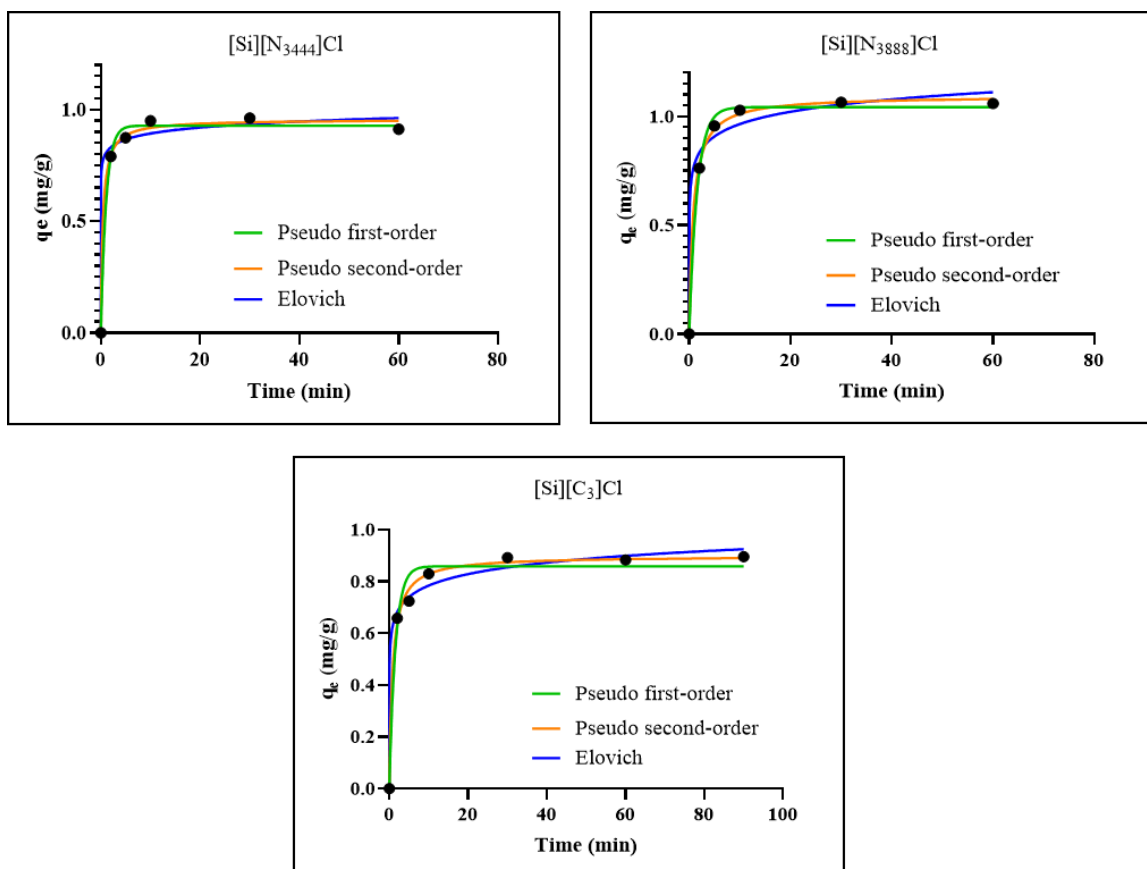 [Si][N₃₄₄₄]Cl
1.0
0.5
0.0
qe (mg/g)
Pseudo first-order
Pseudo second-order
Elovich
0 20 40 60 80
Time (min)
[Si][N₃₈₈₈]Cl
1.0
0.5
0.0
qₑ (mg/g)
Pseudo first-order
Pseudo second-order
Elovich
0 20 40 60 80
Time (min)
[Si][C₃]Cl
1.0
0.8
0.6
0.4
0.2
0.0
qₑ (mg/g)
Pseudo first-order
Pseudo second-order
Elovich
0 20 40 60 80 100
Time (min)